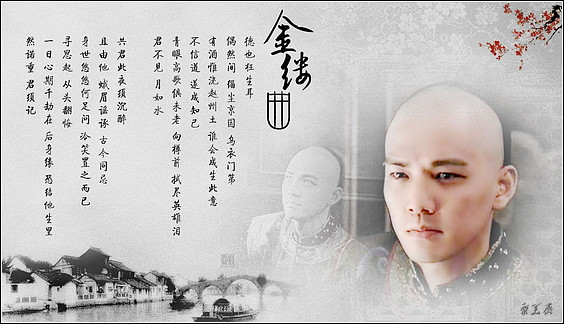 金缕曲
德也狂生耳
偶然间 缁尘京国 乌衣门第
有酒惟浇赵州土 谁会成生此意
不信道 遂成知己
青眼高歌俱未老 向樽前 拭尽英雄泪
君不见 月如水
共君此夜须沉醉
且由他 蛾眉谣诼 古今同忌
身世悠悠何足问 冷笑置之而已
寻思起 从头翻悔
一日心期千劫在 后身缘 恐结他生里
然诺重 君须记